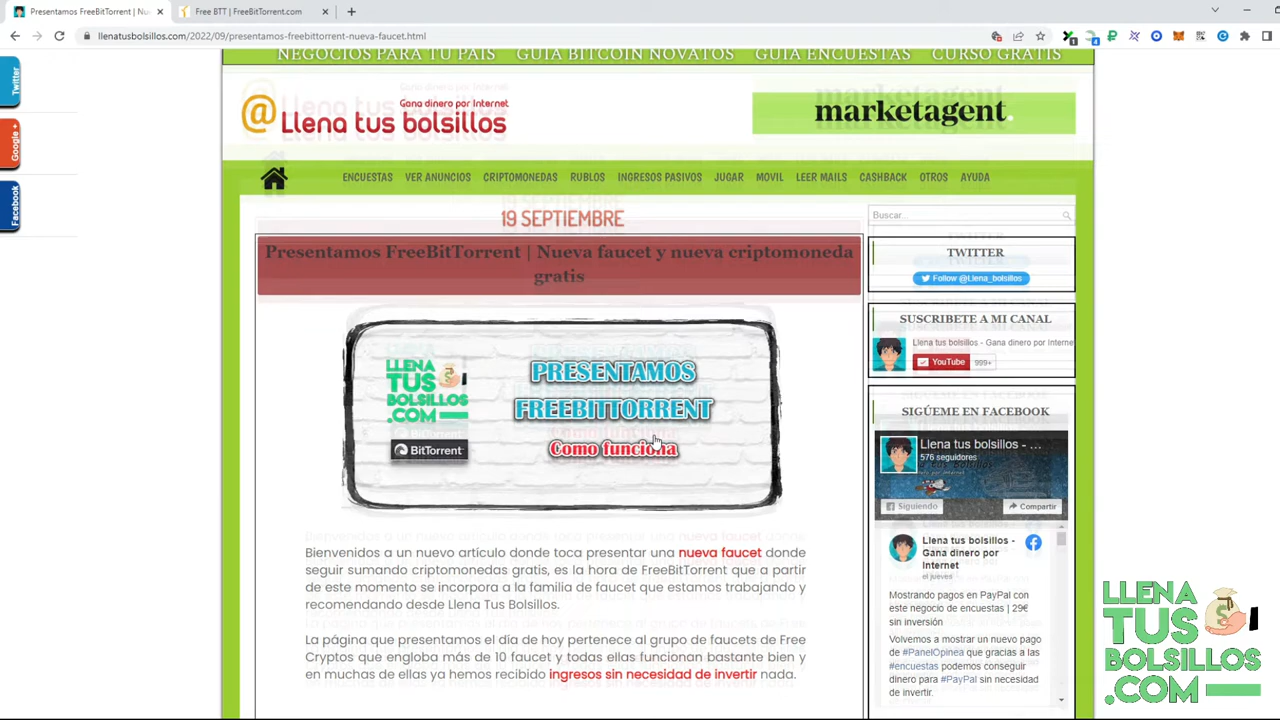 Presentamos FreeBitTorrent | Nu
Free BTT | FreeBitTorrent.com
llenatusbolsillos.com/2022/09/presentamos-freebittorrent-nueva-faucet.html
NEGOCIOS PARA TU PAIS GUIA BITCOIN NOVATOS GUIA ENCUESTAS CURSO GRATIS
Twitter
Google +
Facebook
Gana dinero por Internet
@Llena tus bolsillos
marketagent.
ENCUESTAS VER ANUNCIOS CRIPTOMONEDAS RUBLOS INGRESOS PASIVOS JUGAR MOVIL LEER MAILS CASHBACK OTROS AYUDA
19 SEPTIEMBRE
Presentamos FreeBitTorrent | Nueva faucet y nueva criptomoneda
gratis
LLENA
TUS
BOLSILLOS
.COM
BitTorrent
PRESENTAMOS
FREEBITTORRENT
Como funciona
Bienvenidos a un nuevo artículo donde toca presentar una nueva faucet donde
seguir sumando criptomonedas gratis, es la hora de FreeBitTorrent que a partir
de este momento se incorpora a la familia de faucet que estamos trabajando y
recomendando desde Llena Tus Bolsillos.
La página que presentamos el día de hoy pertenece al grupo de faucets de Free
Cryptos que engloba más de 10 faucet y todas ellas funcionan bastante bien y
en muchas de ellas ya hemos recibido ingresos sin necesidad de invertir nada.
Buscar...
TWITTER
Follow @Llena_bolsillos
SUSCRIBETE A MI CANAL
Llena tus bolsillos - Gana dinero por Interne
YouTube 999+
SIGÚEME EN FACEBOOK
Llena tus bolsillos - ...
576 seguidores
Siguiendo
Compartir
Llena tus bolsillos -
Gana dinero por
Internet
el jueves
Mostrando pagos en PayPal con
este negocio de encuestas | 29€
sin inversión
Volvemos a mostrar un nuevo pago
de #PanelOpinea que gracias a las
#encuestas podemos conseguir
dinero para #PayPal sin necesidad
de invertir.
LLENA
TUS
BOLSILLOS
.COM